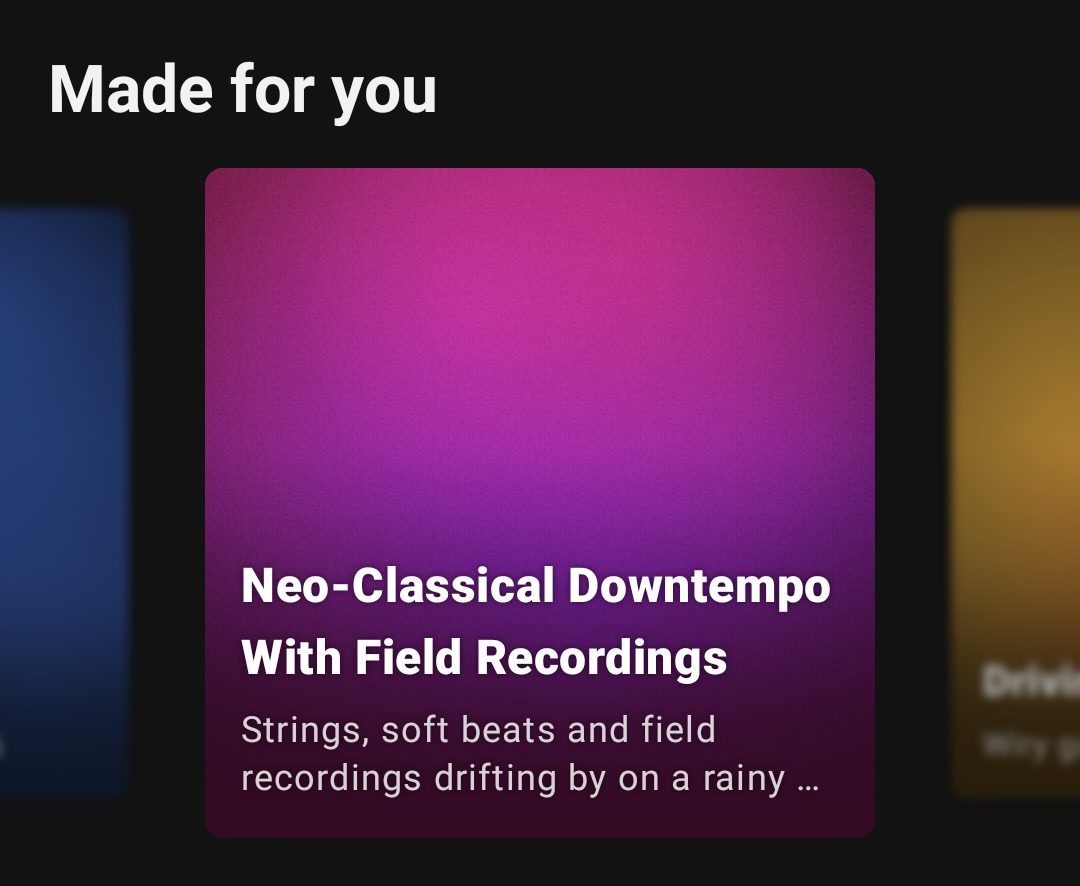 Made for you
Neo-Classical Downtempo
With Field Recordings
Strings, soft beats and field
recordings drifting by on a rainy …
Wiry